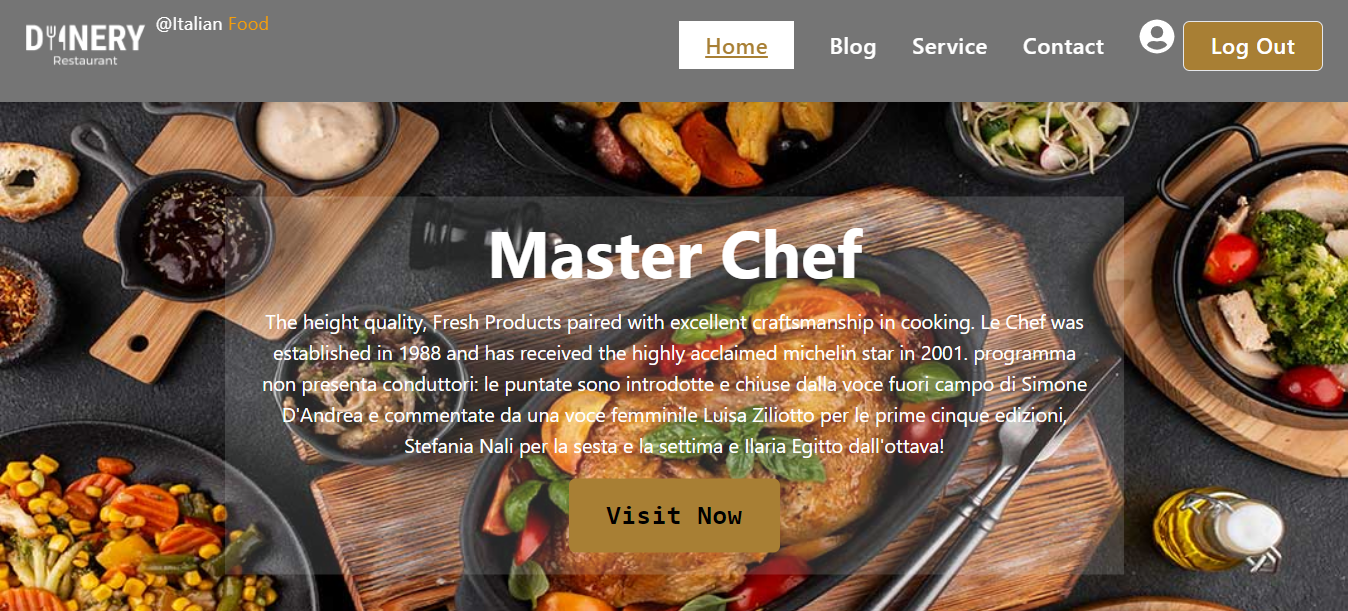 DINERY
Restaurant
@Italian Food
Home
Blog
Service
Contact
Log Out
Master Chef
The height quality, Fresh Products paired with excellent craftsmanship in cooking. Le Chef was
established in 1988 and has received the highly acclaimed michelin star in 2001. programma
non presenta conduttori: le puntate sono introdotte e chiuse dalla voce fuori campo di Simone
D'Andrea e commentate da una voce femminile Luisa Ziliotto per le prime cinque edizioni,
Stefania Nali per la sesta e la settima e Ilaria Egitto dall'ottava!
Visit Now